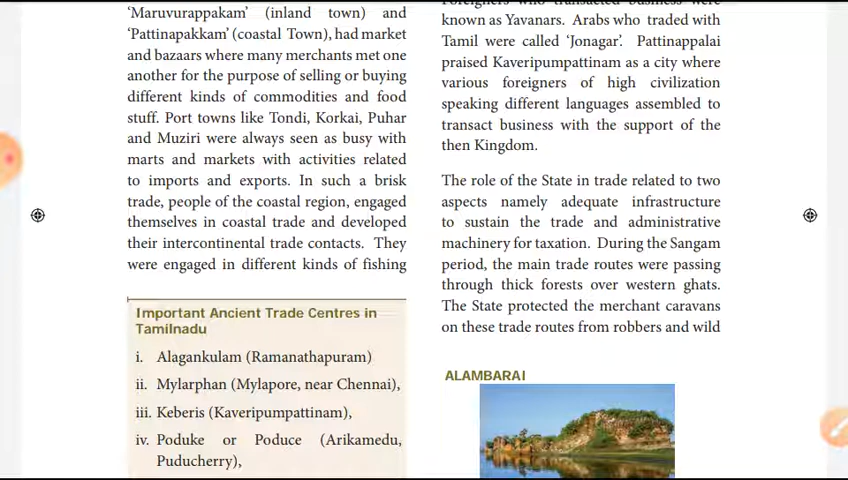 'Maruvurappakam' (inland town) and
'Pattinapakkam' (coastal Town), had market
and bazaars where many merchants met one
another for the purpose of selling or buying
different kinds of commodities and food
stuff. Port towns like Tondi, Korkai, Puhar
and Muziri were always seen as busy with
marts and markets with activities related
to imports and exports. In such a brisk
trade, people of the coastal region, engaged
themselves in coastal trade and developed
their intercontinental trade contacts. They
were engaged in different kinds of fishing
Important Ancient Trade Centres in
Tamilnadu
i. Alagankulam (Ramanathapuram)
ii. Mylarphan (Mylapore, near Chennai),
iii. Keberis (Kaveripumpattinam),
iv. Poduke or Poduce (Arikamedu,
Puducherry),
Foreigners who transacted business were
known as Yavanars. Arabs who traded with
Tamil were called 'Jonagar'. Pattinappalai
praised Kaveripumpattinam as a city where
various foreigners of high civilization
speaking different languages assembled to
transact business with the support of the
then Kingdom.
The role of the State in trade related to two
aspects namely adequate infrastructure
to sustain the trade and administrative
machinery for taxation. During the Sangam
period, the main trade routes were passing
through thick forests over western ghats.
The State protected the merchant caravans
on these trade routes from robbers and wild
ALAMBARAI